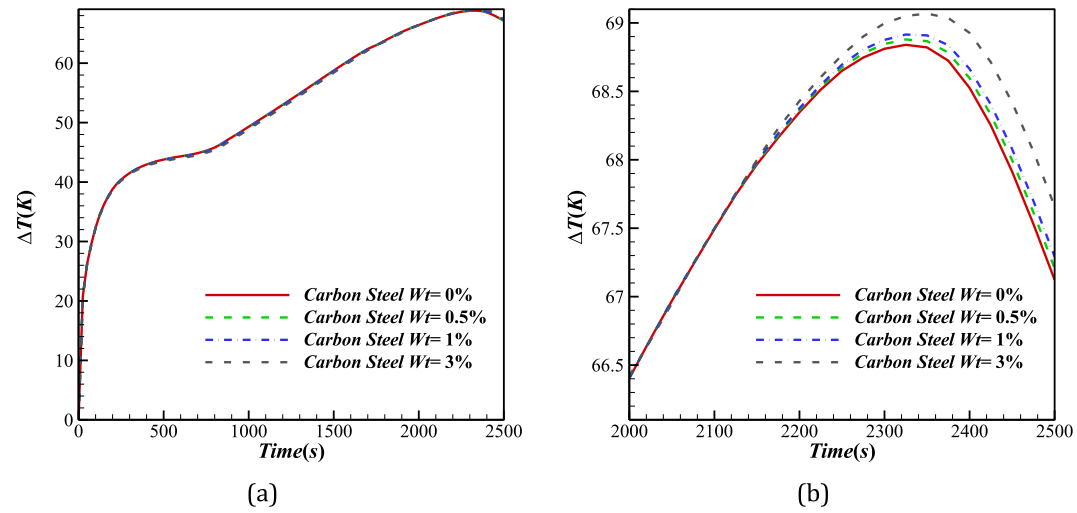 ΔT(K)
60
50
40
30
20
10
0
0 500 1000 1500 2000 2500
Time(s)
Carbon Steel Wt= 0%
Carbon Steel Wt= 0.5%
Carbon Steel Wt= 1%
Carbon Steel Wt= 3%
(a)
ΔT(K)
69
68.5
68
67.5
67
66.5
2000 2100 2200 2300 2400 2500
Time(s)
Carbon Steel Wt= 0%
Carbon Steel Wt= 0.5%
Carbon Steel Wt= 1%
Carbon Steel Wt= 3%
(b)